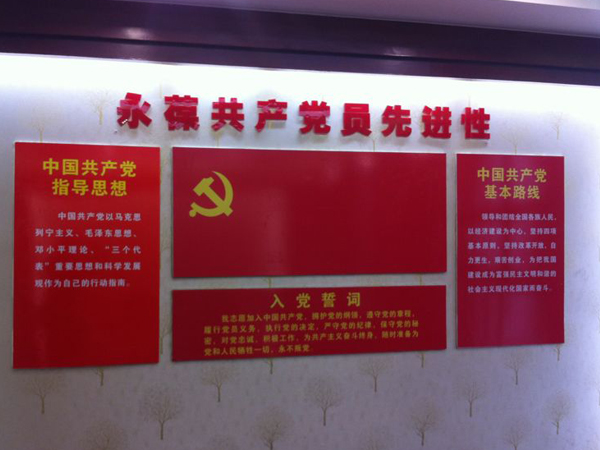 永葆共产党员先进性
中国共产党
指导思想
中国共产党以马克思
列宁主义、毛泽东思想、
邓小平理论、“三个代
表”重要思想和科学发展
观作为自己的行动指南。
入党誓词
我志愿加入中国共产党，拥护党的纲领，遵守党的章程，
履行党员义务，执行党的决定，严守党的纪律，保守党的秘
密，对党忠诚，积极工作，为共产主义奋斗终身，随时准备为
党和人民牺牲一切，永不叛党。
中国共产党
基本路线
领导和团结全国各族人民，
以经济建设为中心，坚持四项
基本原则，坚持改革开放，自
力更生，艰苦创业，为把我国
建设成为富强民主文明和谐的
社会主义现代化国家而奋斗。